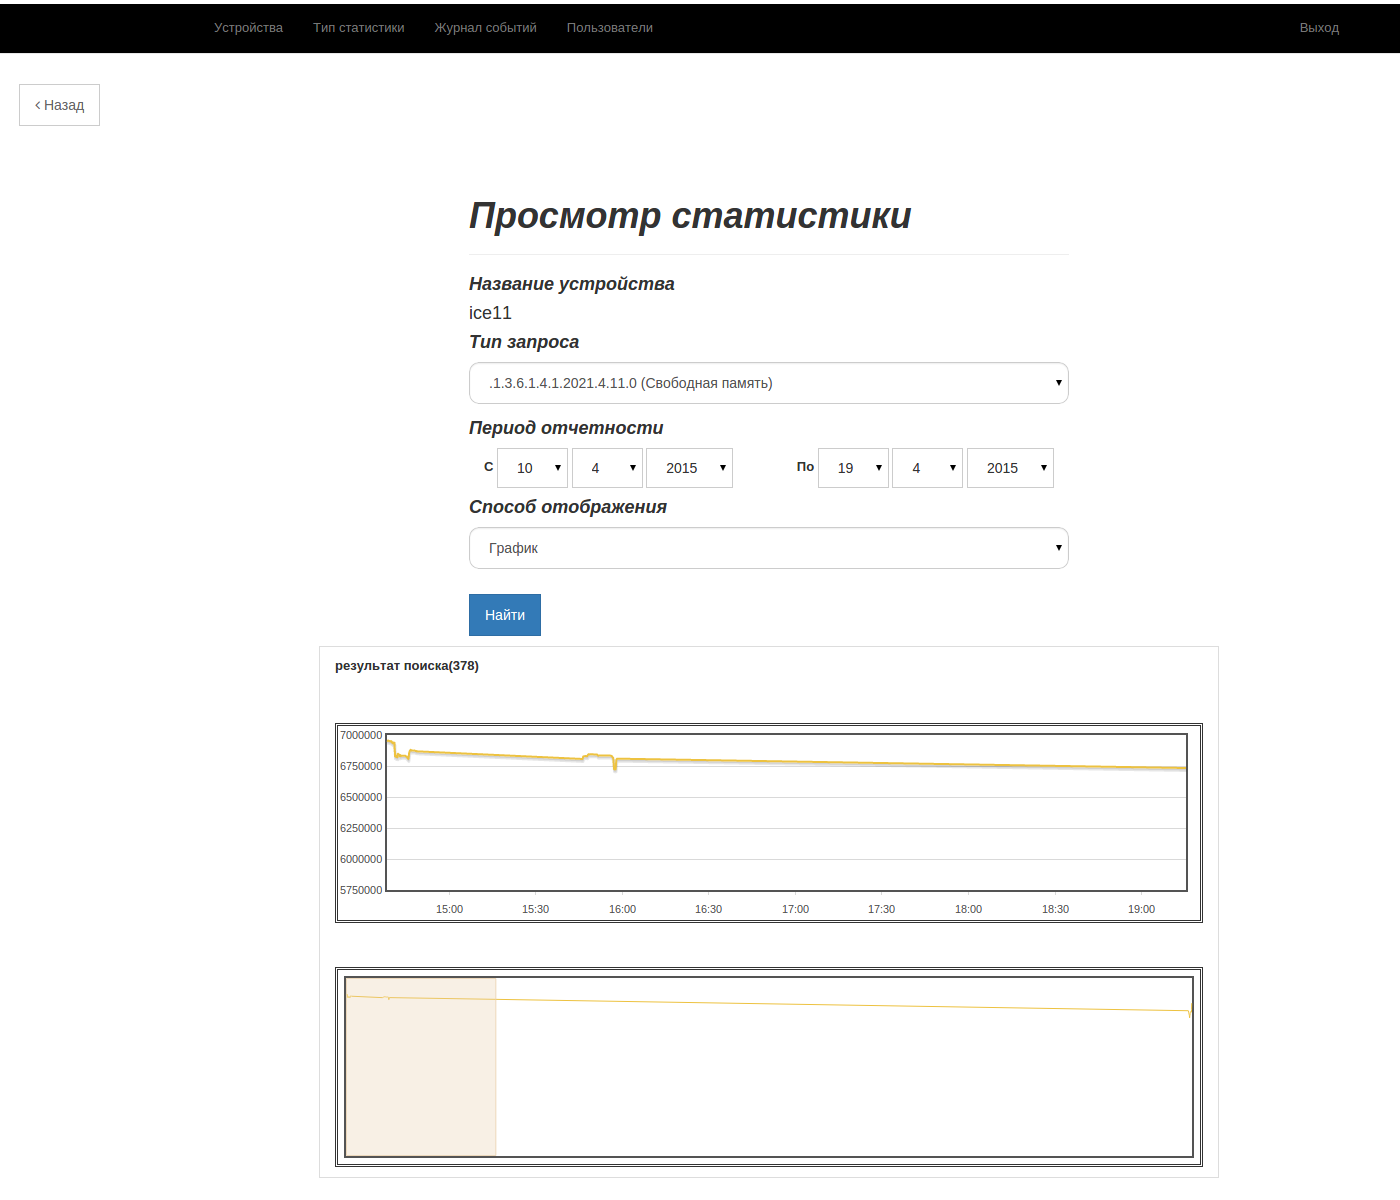 Устройства Тип статистики Журнал событий Пользователи Выход
‹ Назад
Просмотр статистики
Название устройства
ice11
Тип запроса
.1.3.6.1.4.1.2021.4.11.0 (Свободная память)
Период отчетности
С 10 4 2015 По 19 4 2015
Способ отображения
График
Найти
результат поиска(378)
7000000
6750000
6500000
6250000
6000000
5750000
15:00 15:30 16:00 16:30 17:00 17:30 18:00 18:30 19:00